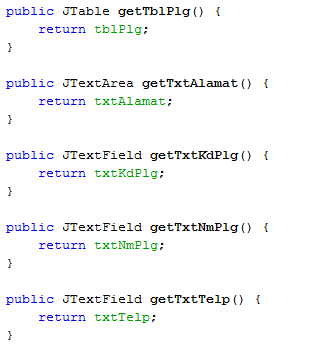 public JTable getTblPlg() {
    return tblPlg;
}

public JTextArea getTxtAlamat() {
    return txtAlamat;
}

public JTextField getTxtKdPlg() {
    return txtKdPlg;
}

public JTextField getTxtNmPlg() {
    return txtNmPlg;
}

public JTextField getTxtTelp() {
    return txtTelp;
}